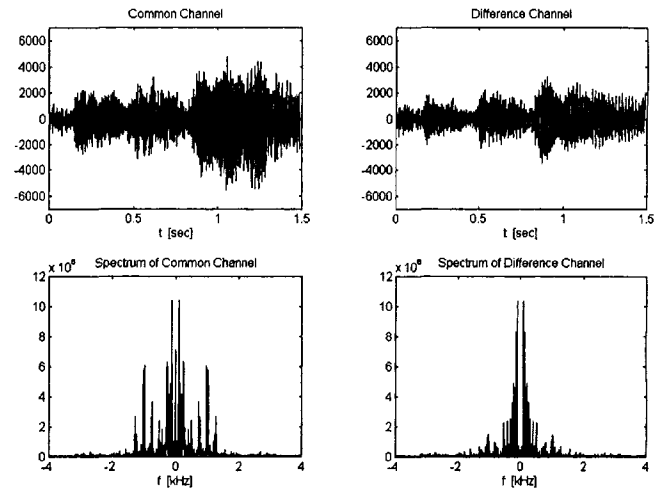 Common Channel
6000
4000
2000
0
-2000
-4000
-6000
0 0.5 1 1.5
t [sec]
Difference Channel
6000
4000
2000
0
-2000
-4000
-6000
0 0.5 1 1.5
t [sec]
Spectrum of Common Channel
x 10^6
12
10
8
6
4
2
0
-4 -2 0 2 4
f [kHz]
Spectrum of Difference Channel
x 10^6
12
10
8
6
4
2
0
-4 -2 0 2 4
f [kHz]